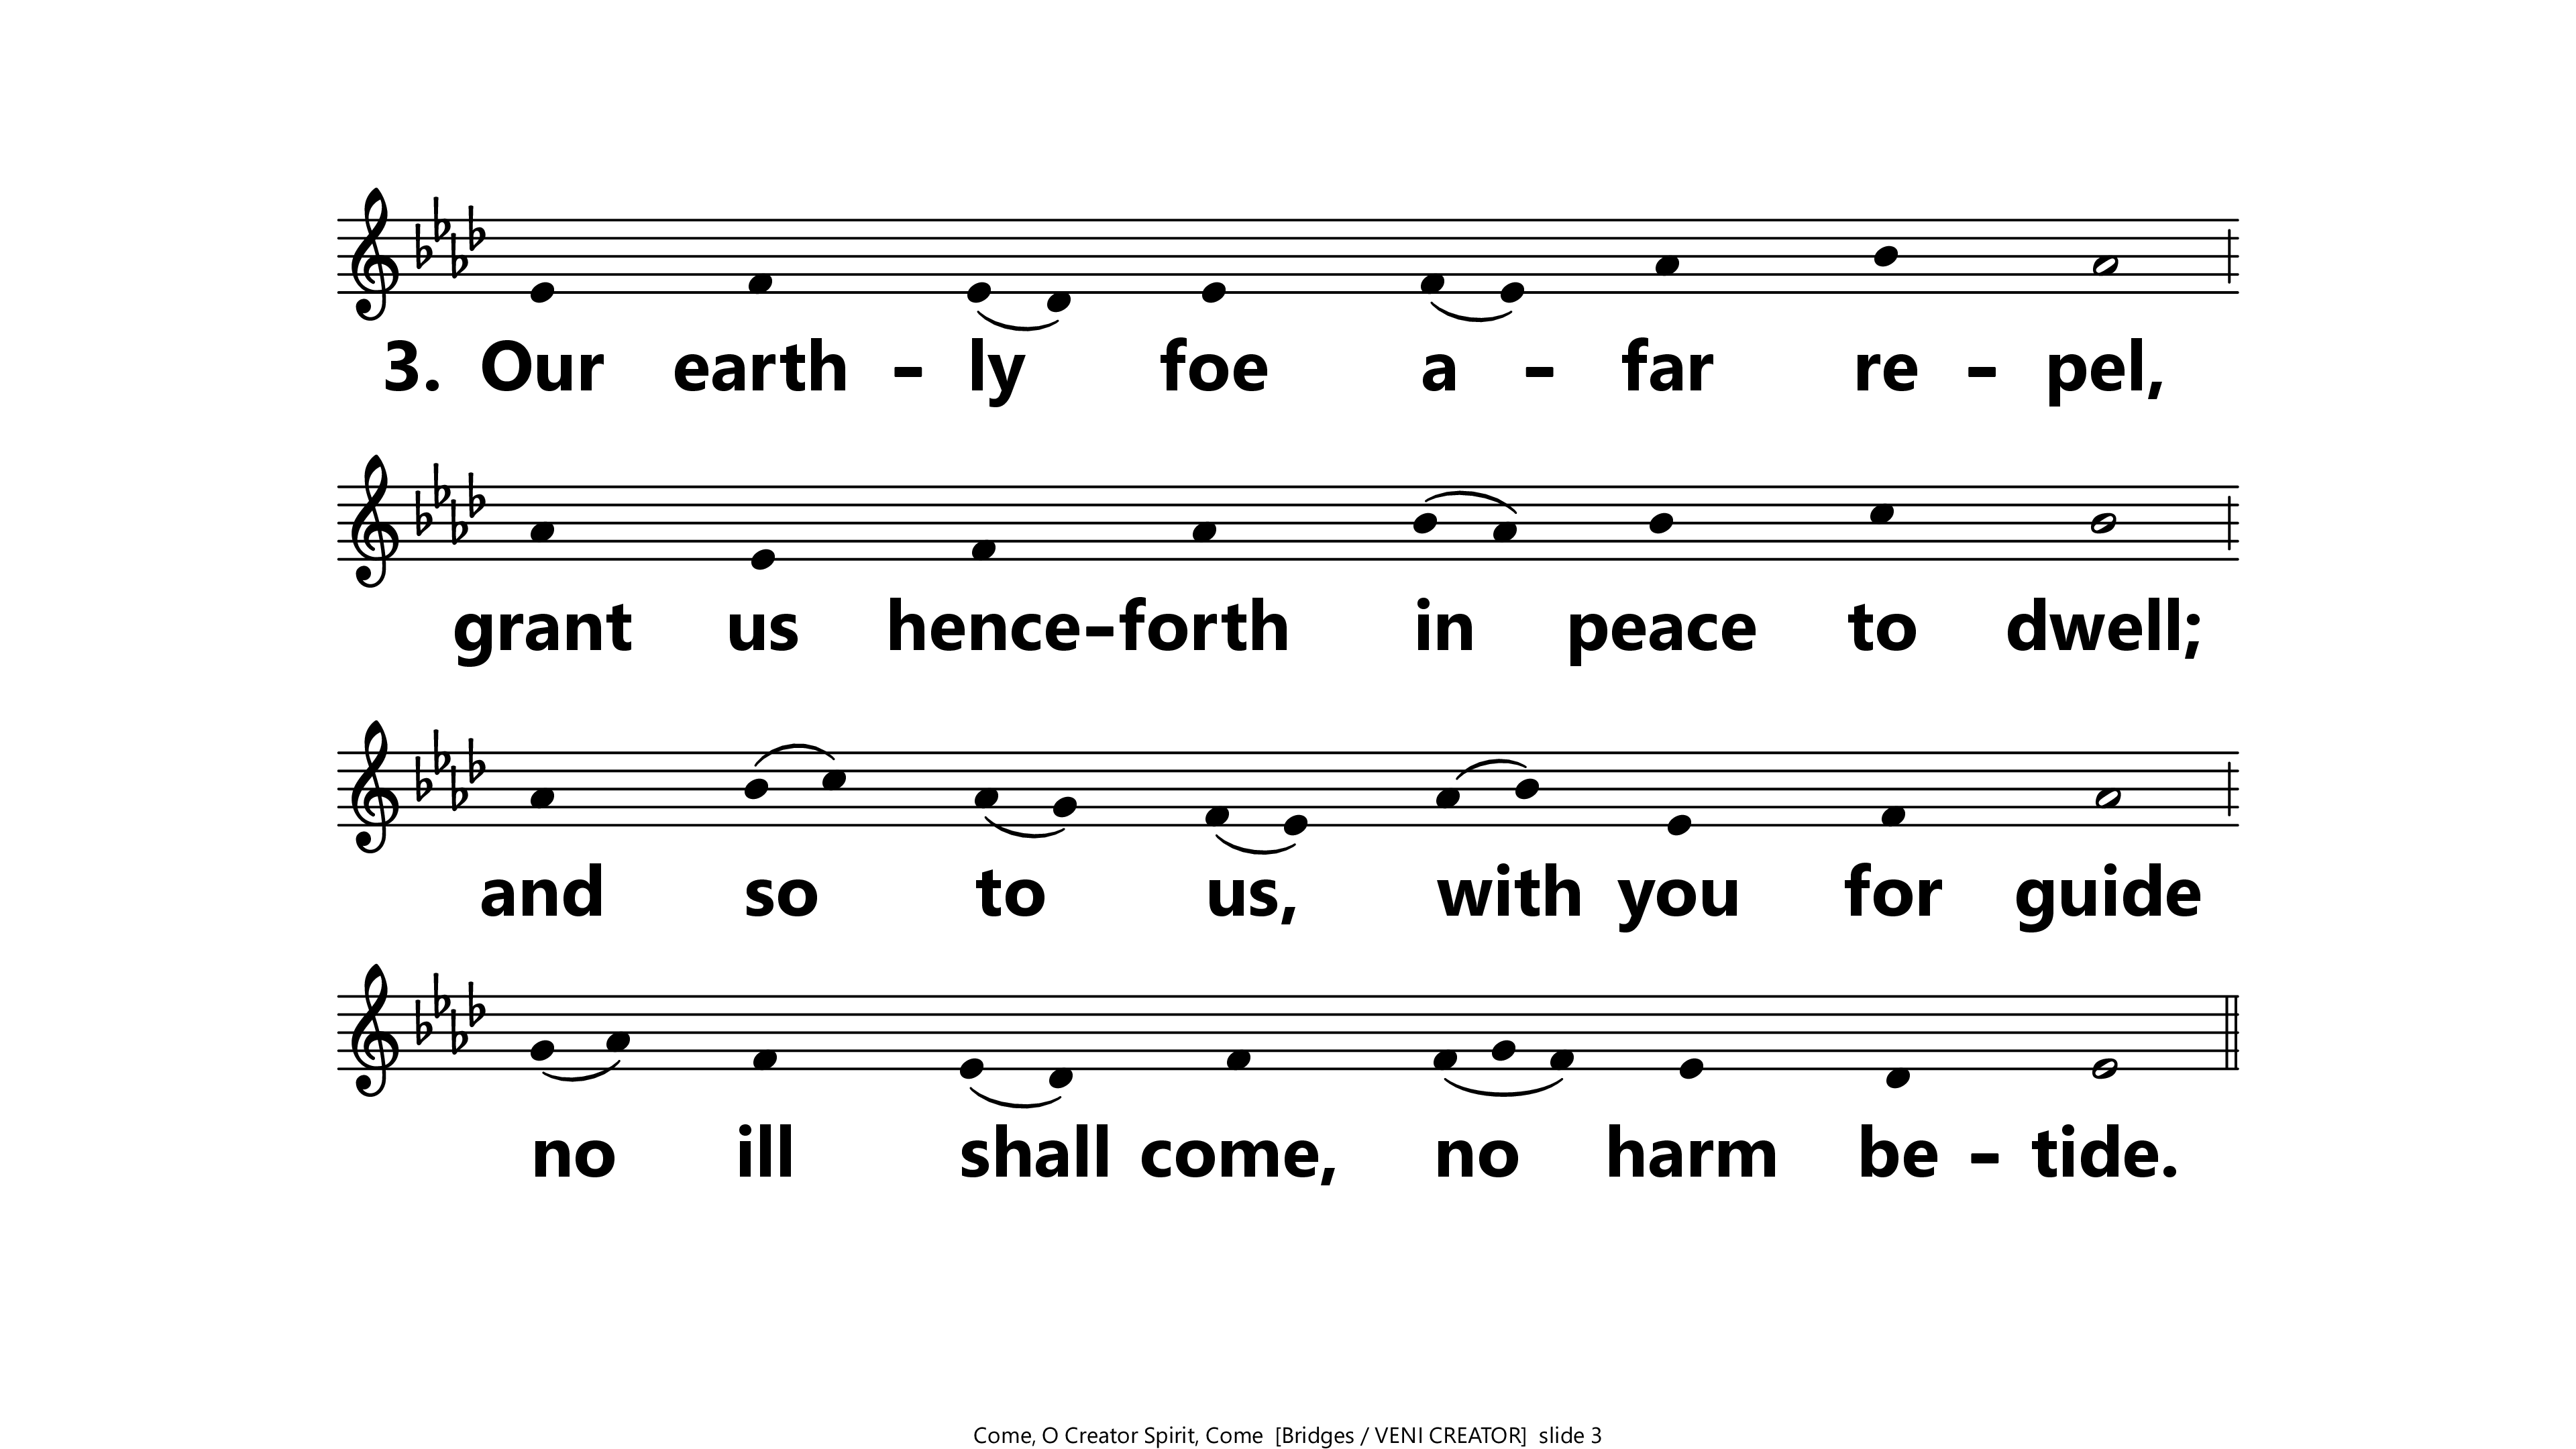 3. Our earth - ly foe a - far re - pel,
grant us hence-forth in peace to dwell;
and so to us, with you for guide
no ill shall come, no harm be - tide.
Come, O Creator Spirit, Come [Bridges / VENI CREATOR] slide 3